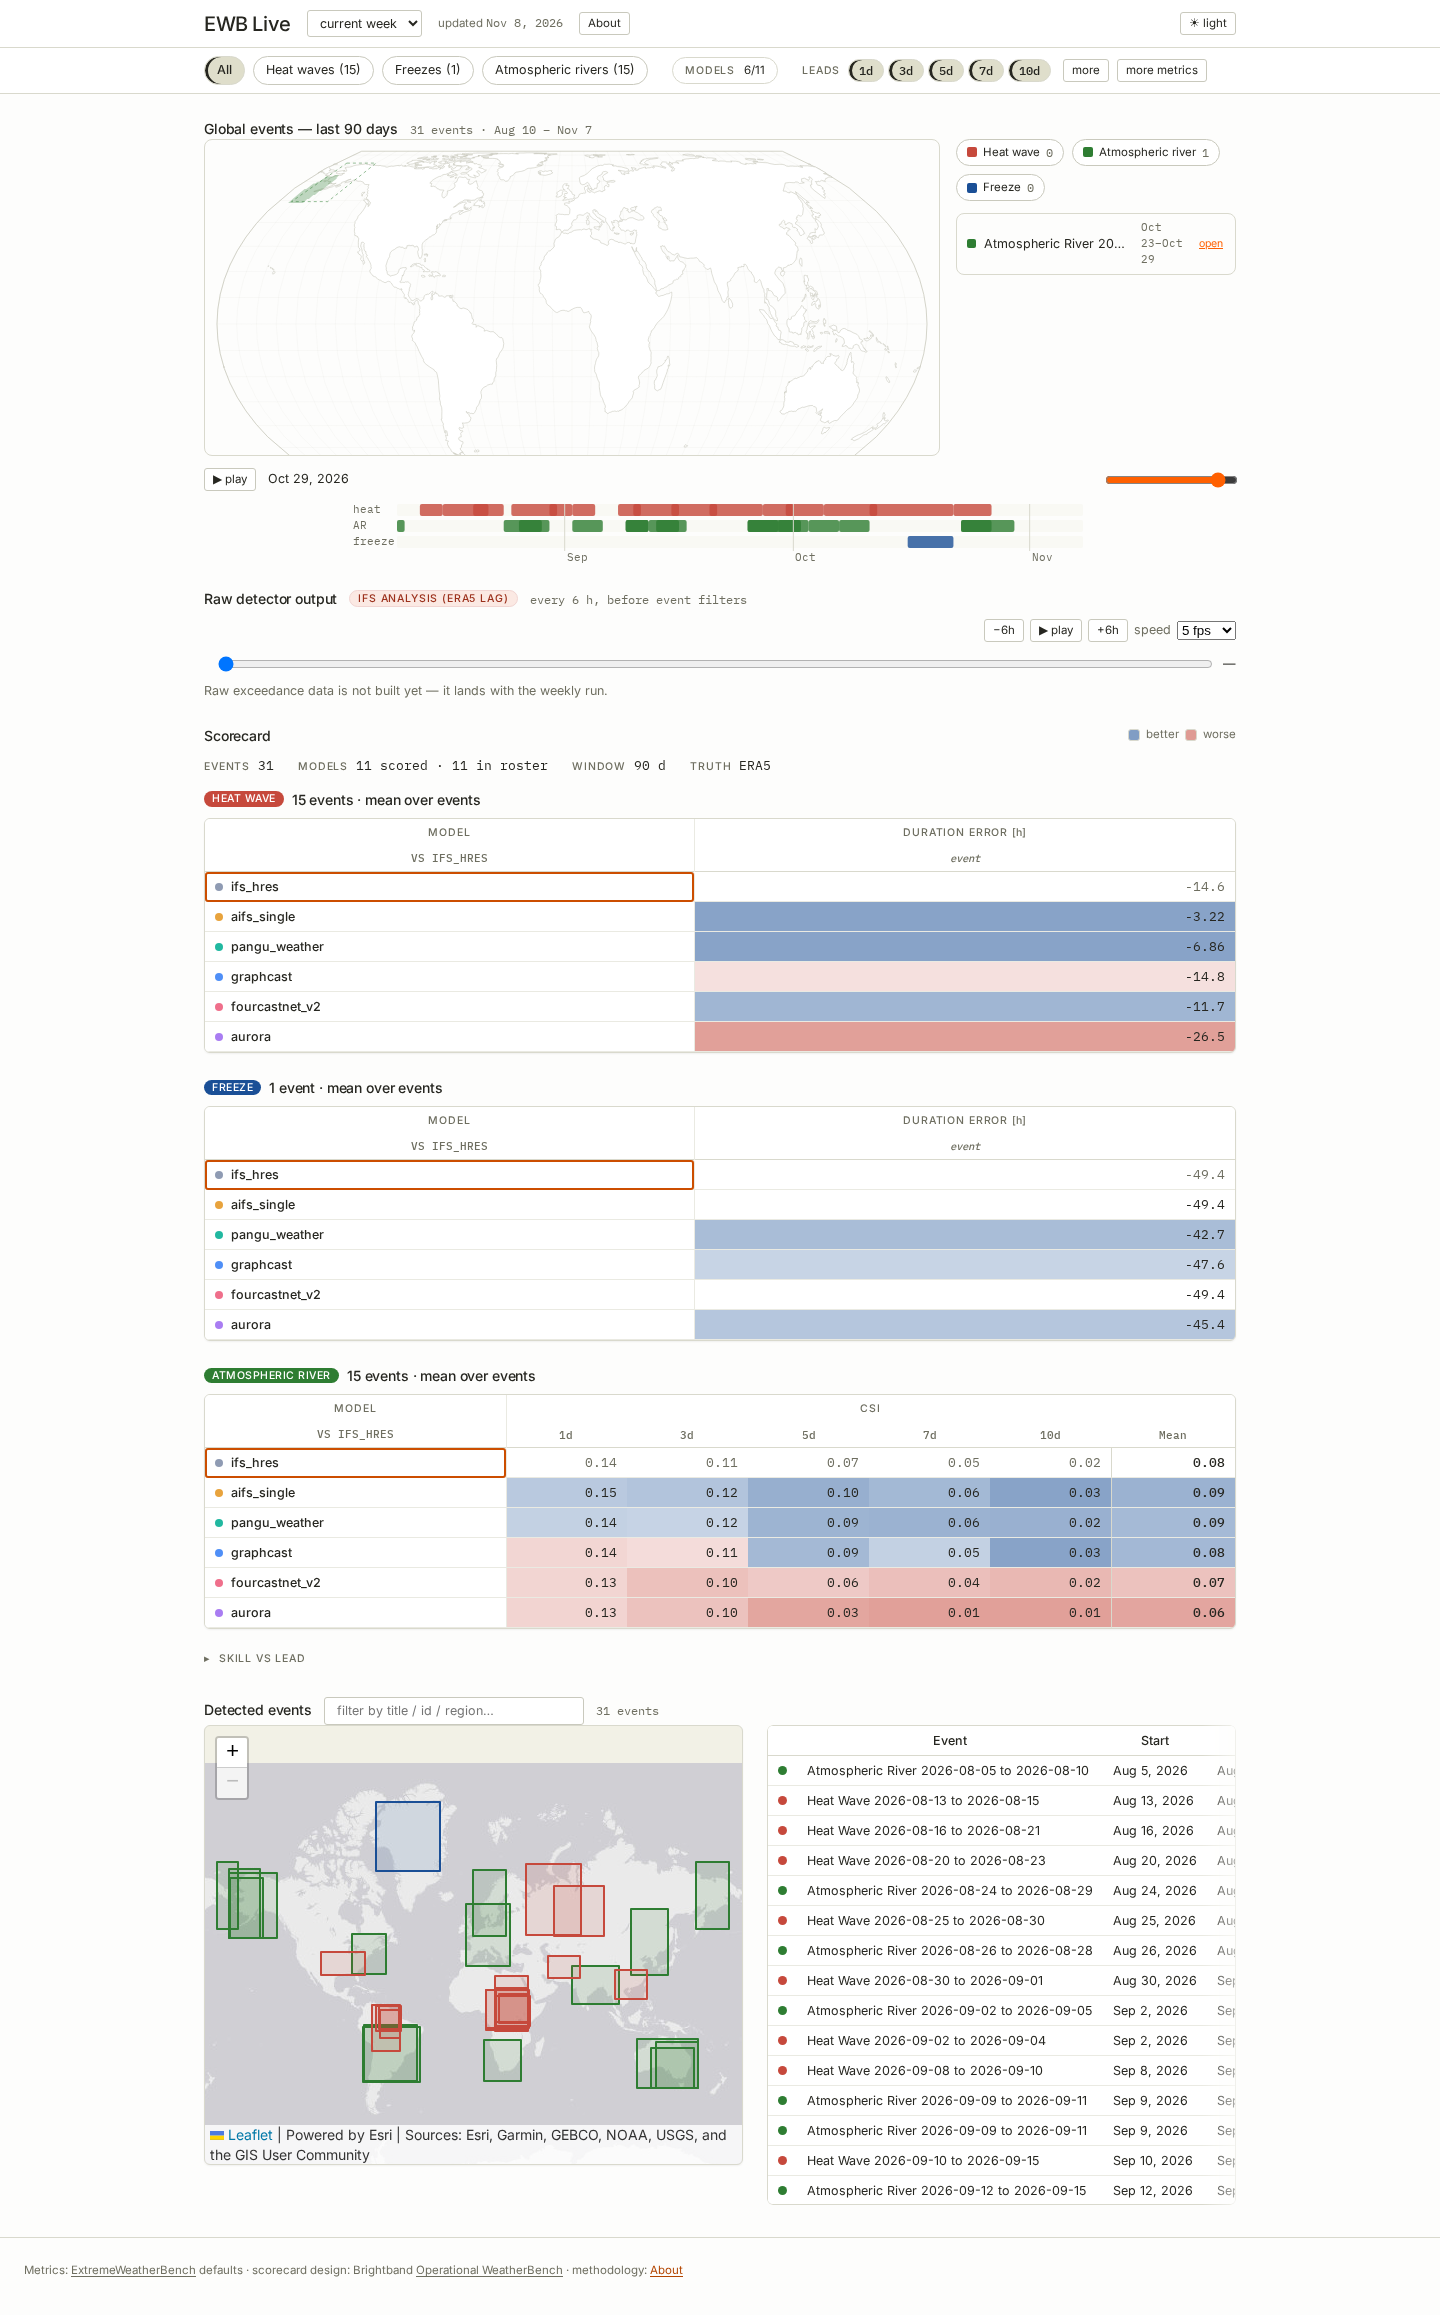 EWB Live current week updated Nov 8, 2026 About ☀ light
All Heat waves (15) Freezes (1) Atmospheric rivers (15) MODELS 6/11 LEADS 1d 3d 5d 7d 10d more more metrics
Global events — last 90 days 31 events · Aug 10 – Nov 7
Heat wave 0 Atmospheric river 1
Freeze 0
Atmospheric River 20… Oct 23–Oct 29 open
▶ play Oct 29, 2026
heat
AR
freeze
Sep Oct Nov
Raw detector output IFS ANALYSIS (ERA5 LAG) every 6 h, before event filters
−6h ▶ play +6h speed 5 fps
—
Raw exceedance data is not built yet — it lands with the weekly run.
Scorecard better worse
EVENTS 31 MODELS 11 scored · 11 in roster WINDOW 90 d TRUTH ERA5
HEAT WAVE 15 events · mean over events
MODEL DURATION ERROR [h]
VS IFS_HRES event
ifs_hres -14.6
aifs_single -3.22
pangu_weather -6.86
graphcast -14.8
fourcastnet_v2 -11.7
aurora -26.5
FREEZE 1 event · mean over events
MODEL DURATION ERROR [h]
VS IFS_HRES event
ifs_hres -49.4
aifs_single -49.4
pangu_weather -42.7
graphcast -47.6
fourcastnet_v2 -49.4
aurora -45.4
ATMOSPHERIC RIVER 15 events · mean over events
MODEL CSI
VS IFS_HRES 1d 3d 5d 7d 10d Mean
ifs_hres 0.14 0.11 0.07 0.05 0.02 0.08
aifs_single 0.15 0.12 0.10 0.06 0.03 0.09
pangu_weather 0.14 0.12 0.09 0.06 0.02 0.09
graphcast 0.14 0.11 0.09 0.05 0.03 0.08
fourcastnet_v2 0.13 0.10 0.06 0.04 0.02 0.07
aurora 0.13 0.10 0.03 0.01 0.01 0.06
▸ SKILL VS LEAD
Detected events filter by title / id / region… 31 events
+
−
Leaflet | Powered by Esri | Sources: Esri, Garmin, GEBCO, NOAA, USGS, and
the GIS User Community
Event Start
Atmospheric River 2026-08-05 to 2026-08-10 Aug 5, 2026
Heat Wave 2026-08-13 to 2026-08-15 Aug 13, 2026
Heat Wave 2026-08-16 to 2026-08-21 Aug 16, 2026
Heat Wave 2026-08-20 to 2026-08-23 Aug 20, 2026
Atmospheric River 2026-08-24 to 2026-08-29 Aug 24, 2026
Heat Wave 2026-08-25 to 2026-08-30 Aug 25, 2026
Atmospheric River 2026-08-26 to 2026-08-28 Aug 26, 2026
Heat Wave 2026-08-30 to 2026-09-01 Aug 30, 2026
Atmospheric River 2026-09-02 to 2026-09-05 Sep 2, 2026
Heat Wave 2026-09-02 to 2026-09-04 Sep 2, 2026
Heat Wave 2026-09-08 to 2026-09-10 Sep 8, 2026
Atmospheric River 2026-09-09 to 2026-09-11 Sep 9, 2026
Atmospheric River 2026-09-09 to 2026-09-11 Sep 9, 2026
Heat Wave 2026-09-10 to 2026-09-15 Sep 10, 2026
Atmospheric River 2026-09-12 to 2026-09-15 Sep 12, 2026
Metrics: ExtremeWeatherBench defaults · scorecard design: Brightband Operational WeatherBench · methodology: About